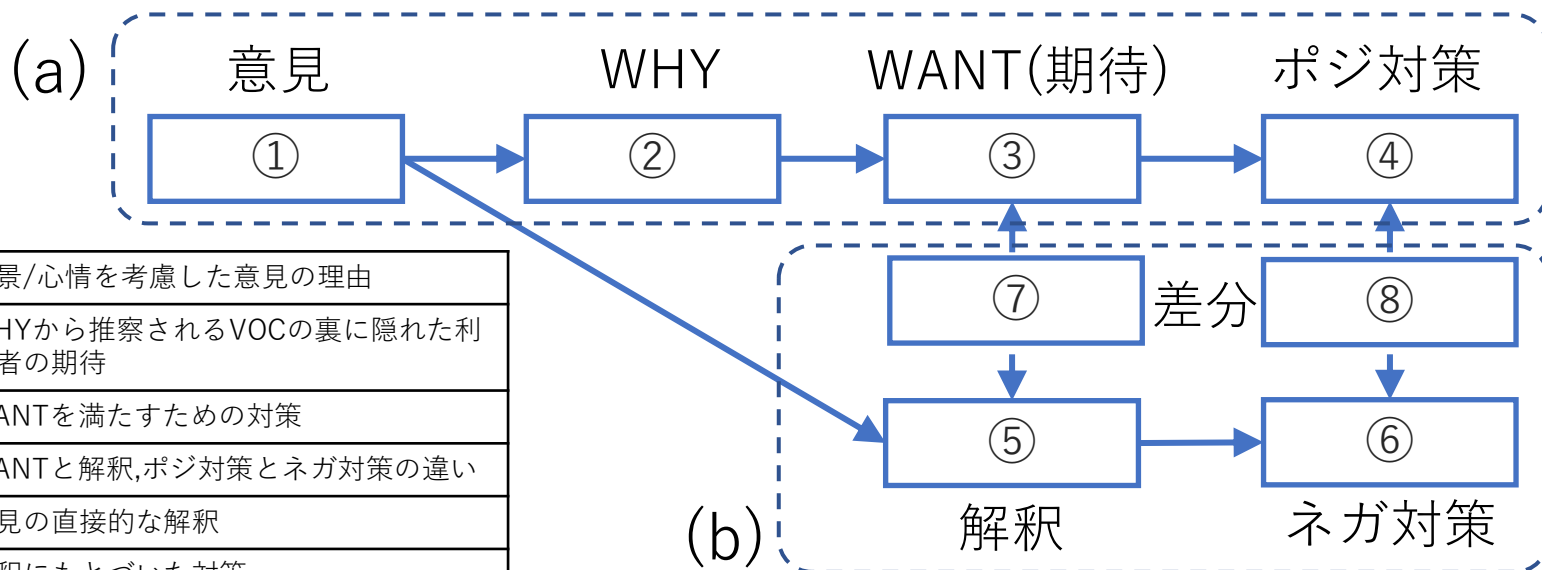 (a)
意見
WHY
WANT(期待)
ポジ対策
①
②
③
④
景/心情を考慮した意見の理由
HYから推察されるVOCの裏に隠れた利
者の期待
ANTを満たすための対策
ANTと解釈,ポジ対策とネガ対策の違い
見の直接的な解釈
⑦
差分
⑧
⑤
⑥
(b)
解釈
ネガ対策